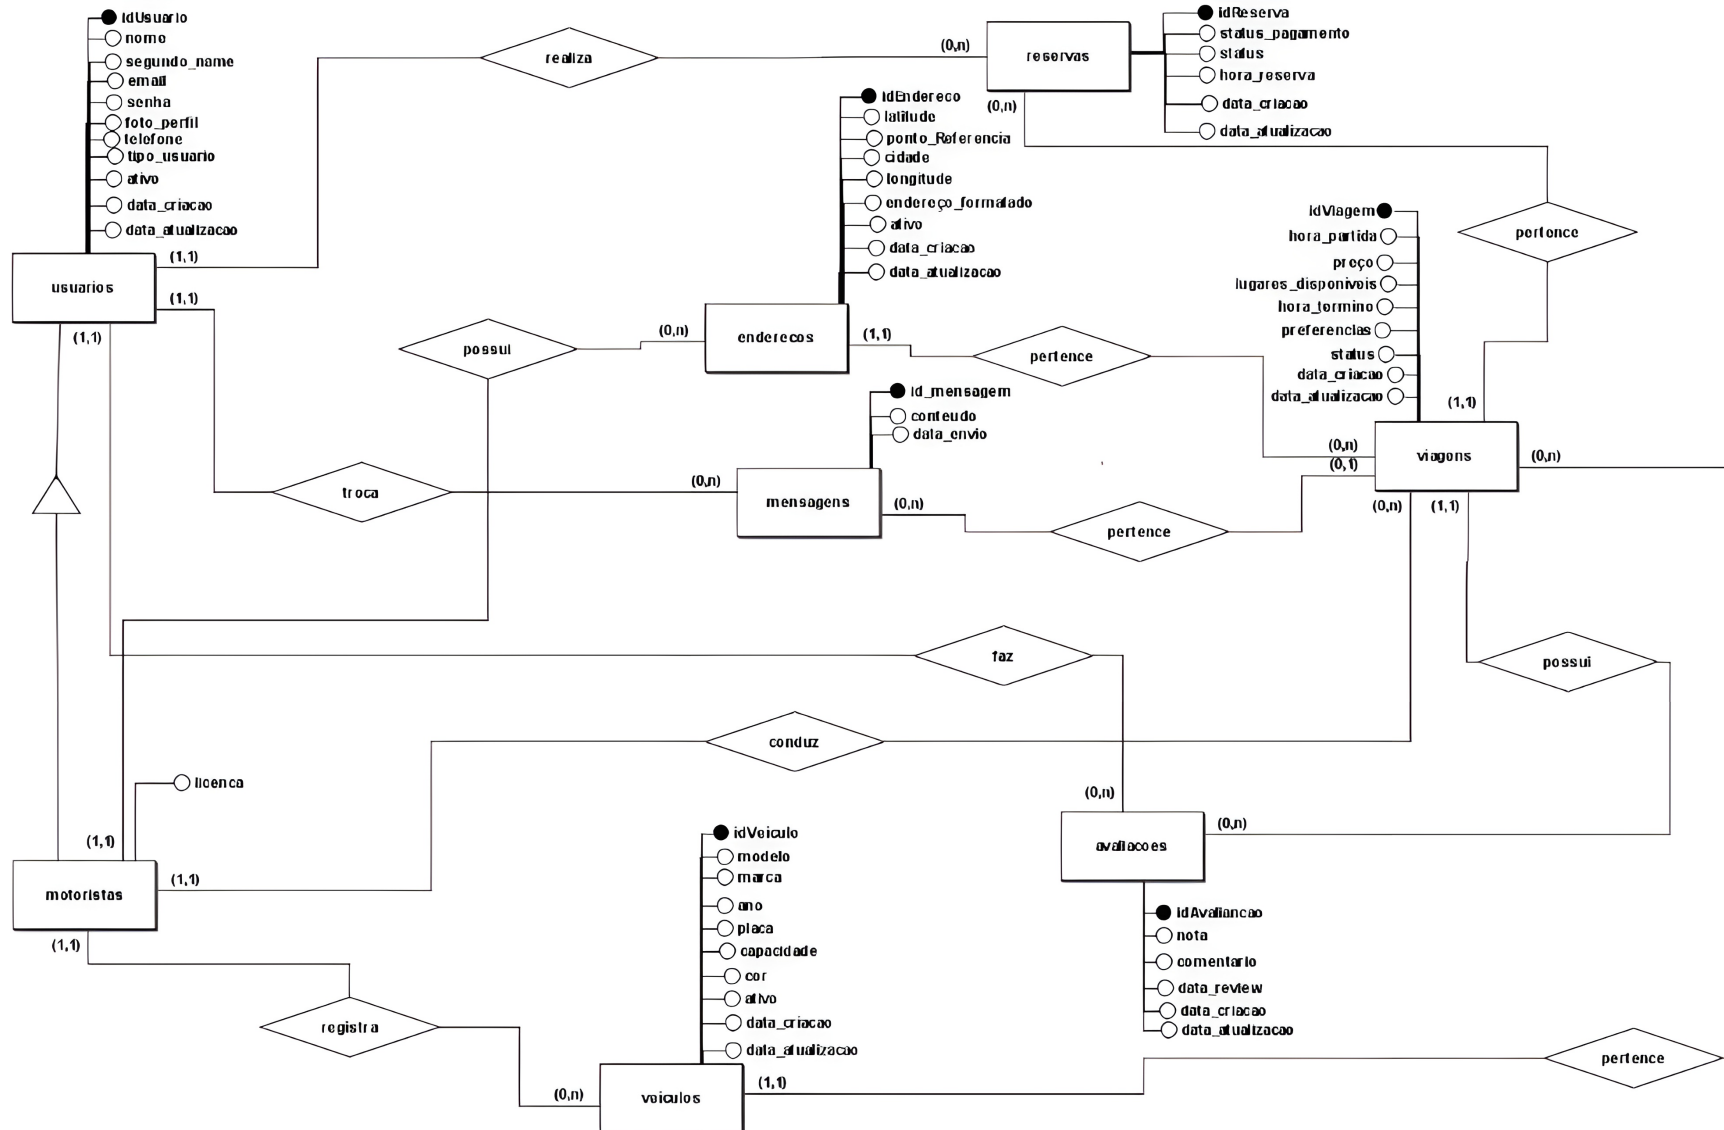 idUsuario
nome
segundo_name
email
senha
foto_perfil
telefone
tipo_usuario
ativo
data_criacao
data_atualizacao
usuarios
(1,1)
(1,1)
(1,1)
realiza
(0,n)
reservas
(0,n)
idReserva
status_pagamento
status
hora_reserva
data_criacao
data_atualizacao
idEndereco
latitude
ponto_Referencia
cidade
longitude
endereço_formatado
ativo
data_criacao
data_atualizacao
possui
(0,n)
enderecos
(1,1)
pertence
pertence
idViagem
hora_partida
preço
lugares_disponiveis
hora_termino
preferencias
status
data_criacao
data_atualizacao
(1,1)
(0,n)
(0,1)
viagens
(0,n)
(0,n)
(1,1)
id_mensagem
conteudo
data_envio
troca
(0,n)
mensagens
(0,n)
pertence
faz
possui
conduz
licenca
(1,1)
motoristas
(1,1)
(1,1)
(0,n)
avaliacoes
(0,n)
idAvaliancao
nota
comentario
data_review
data_criacao
data_atualizacao
idVeiculo
modelo
marca
ano
placa
capacidade
cor
ativo
data_criacao
data_atualizacao
registra
(0,n)
veiculos
(1,1)
pertence